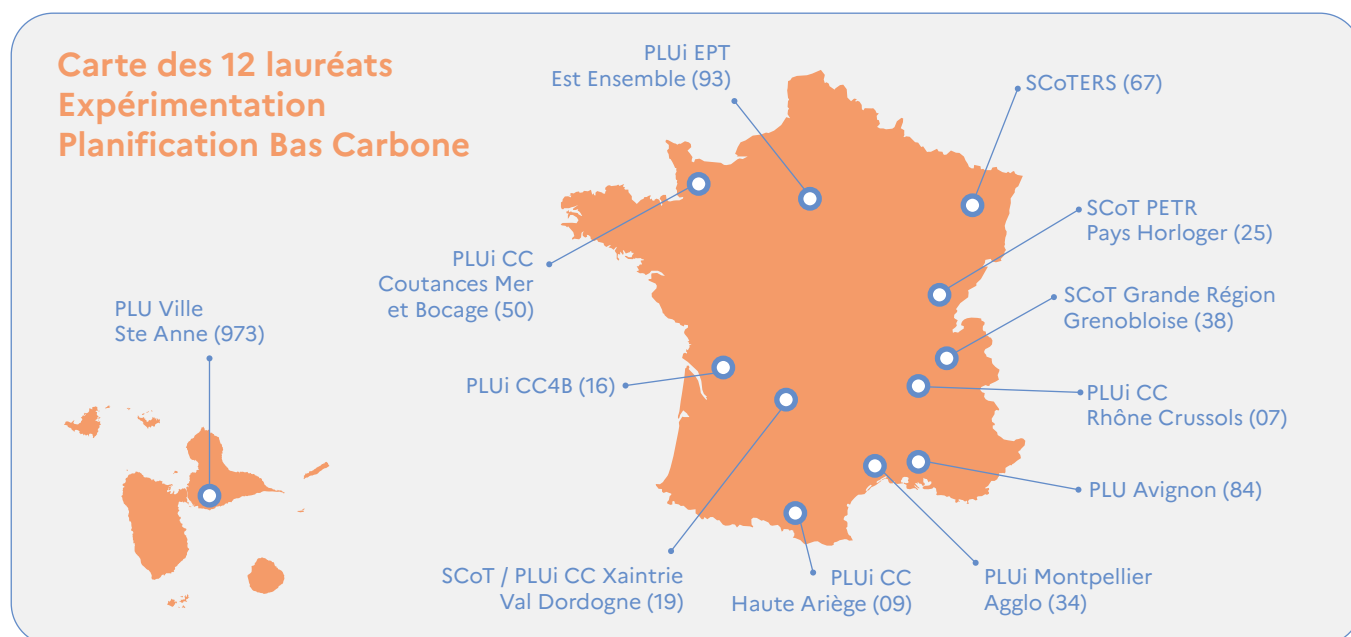 Carte des 12 lauréats
Expérimentation
Planification Bas Carbone
PLUi EPT
Est Ensemble (93)
SCoTERS (67)
SCoT PETR
Pays Horloger (25)
PLUi CC
Coutances Mer
et Bocage (50)
SCoT Grande Région
Grenobloise (38)
PLU Ville
Ste Anne (973)
PLUi CC4B (16)
PLUi CC
Rhône Crussols (07)
PLU Avignon (84)
SCoT / PLUi CC Xaintrie
Val Dordogne (19)
PLUi CC
Haute Ariège (09)
PLUi Montpellier
Agglo (34)